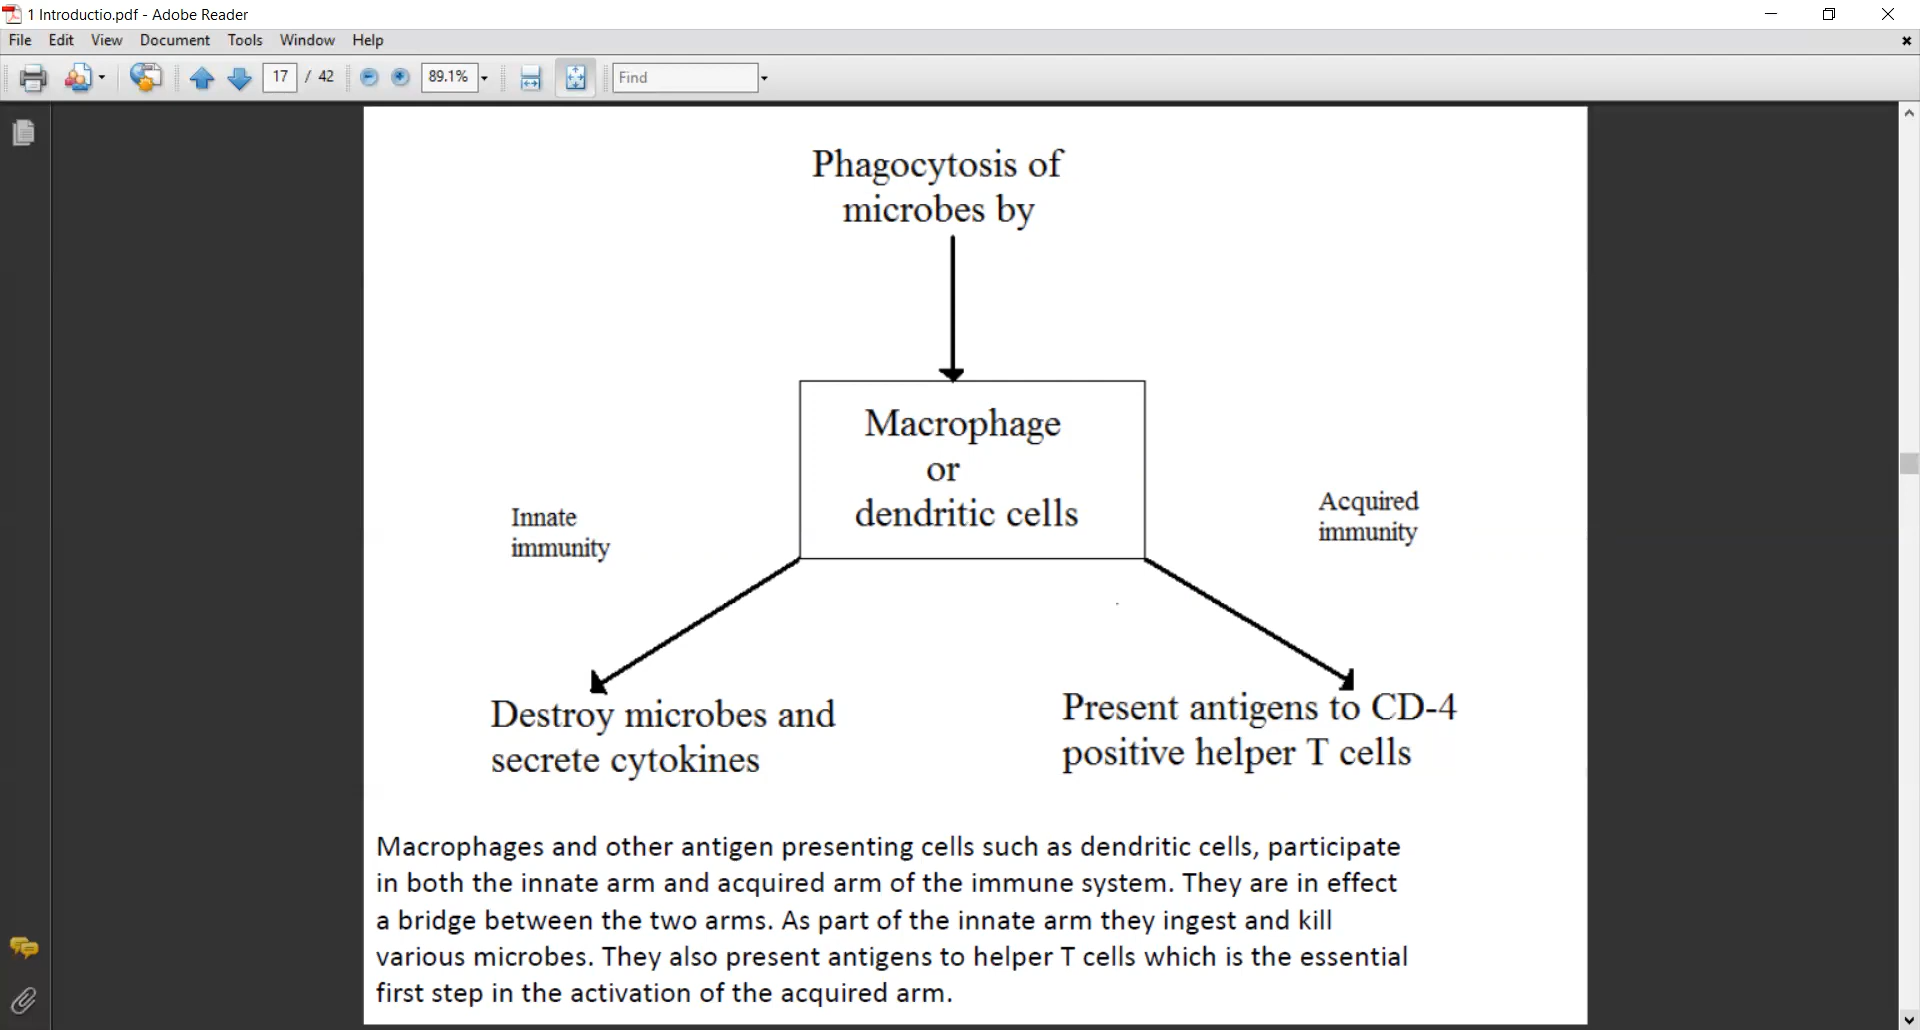 1 Introductio.pdf - Adobe Reader
File Edit View Document Tools Window Help
17 / 42 89.1% Find
Phagocytosis of
microbes by
Macrophage
or
dendritic cells
Innate
immunity
Acquired
immunity
Destroy microbes and
secrete cytokines
Present antigens to CD-4
positive helper T cells
Macrophages and other antigen presenting cells such as dendritic cells, participate
in both the innate arm and acquired arm of the immune system. They are in effect
a bridge between the two arms. As part of the innate arm they ingest and kill
various microbes. They also present antigens to helper T cells which is the essential
first step in the activation of the acquired arm.